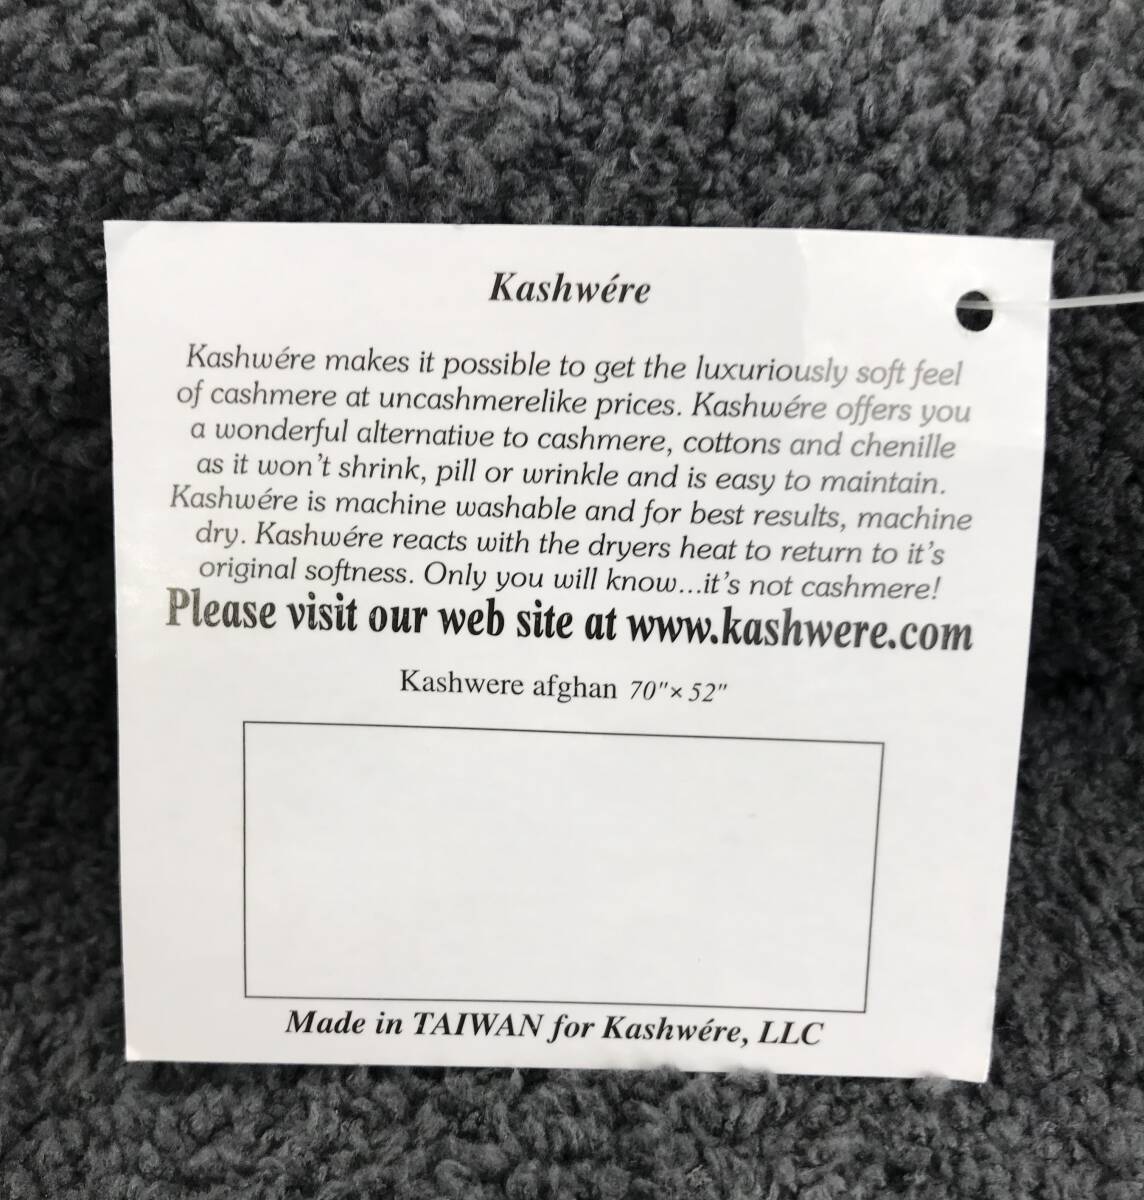 Kashwére
Kashwére makes it possible to get the luxuriously soft feel
of cashmere at uncashmerelike prices. Kashwére offers you
a wonderful alternative to cashmere, cottons and chenille
as it won't shrink, pill or wrinkle and is easy to maintain.
Kashwére is machine washable and for best results, machine
dry. Kashwére reacts with the dryers heat to return to it's
original softness. Only you will know...it's not cashmere!
Please visit our web site at www.kashwere.com
Kashwere afghan 70"× 52"
Made in TAIWAN for Kashwére, LLC